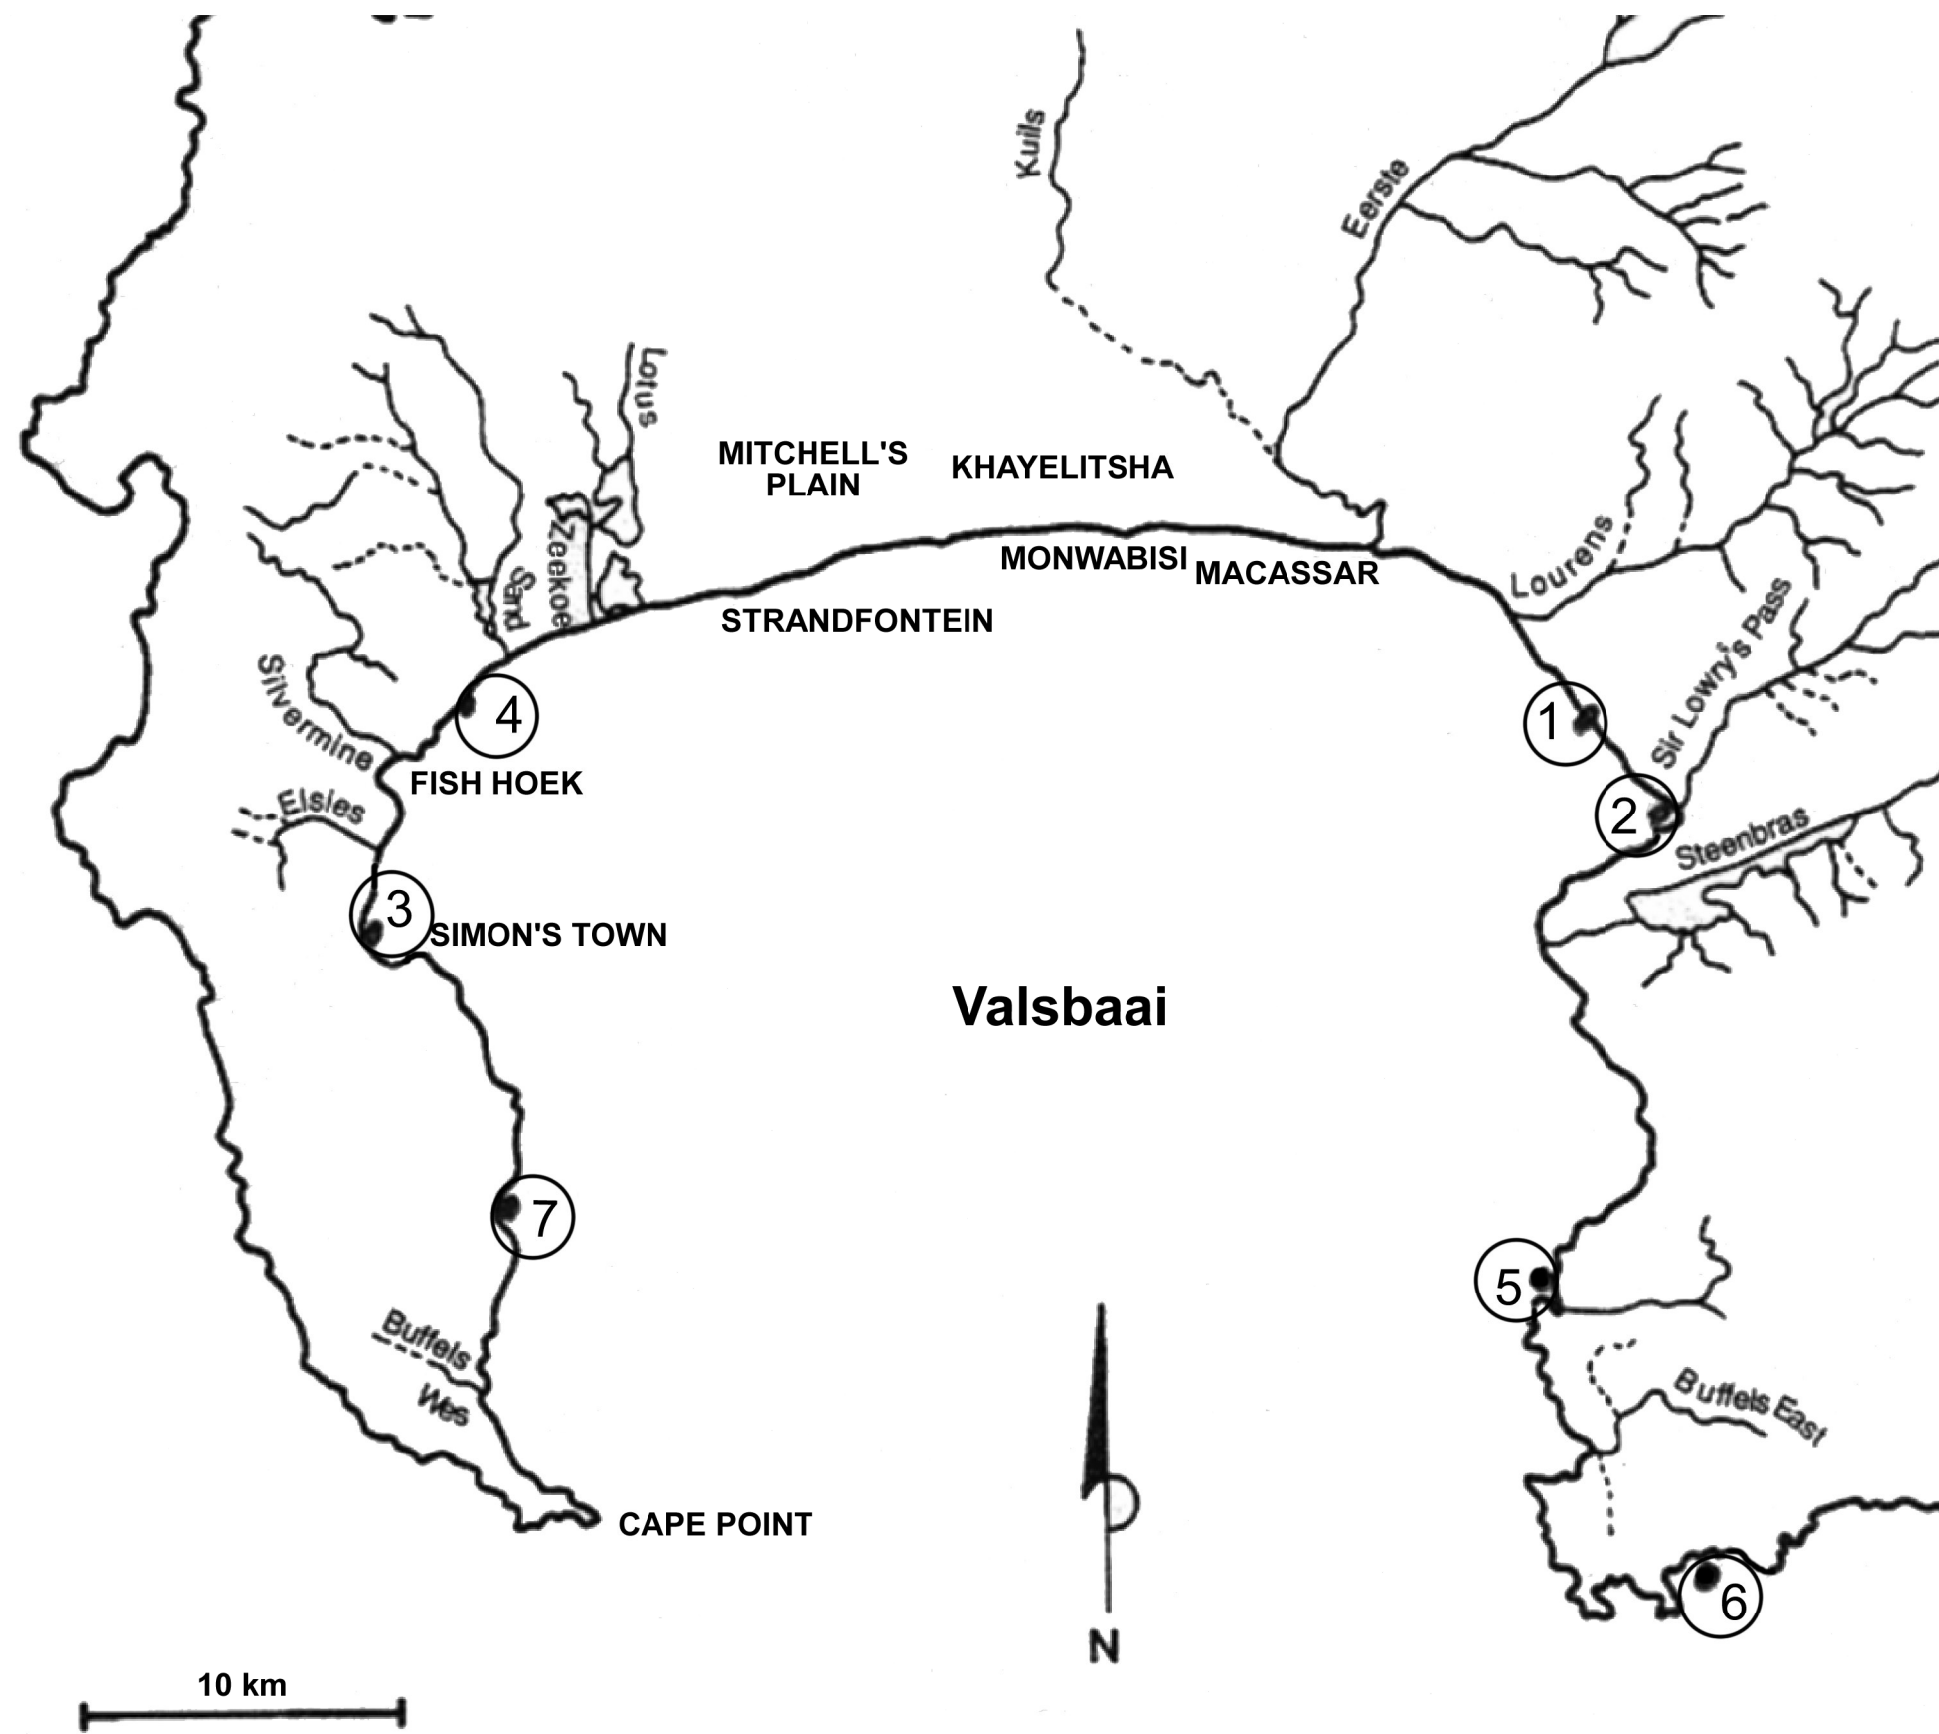 Kuils
Eerste
Lotus
MITCHELL'S
PLAIN
KHAYELITSHA
Zeekoe
Sand
MONWABISI
MACASSAR
Lourens
STRANDFONTEIN
Sir Lowry's Pass
Silvermine
4
1
FISH HOEK
Elsies
2
Steenbras
3
SIMON'S TOWN
Valsbaai
7
5
Buffels
Wes
Buffels East
CAPE POINT
6
N
10 km